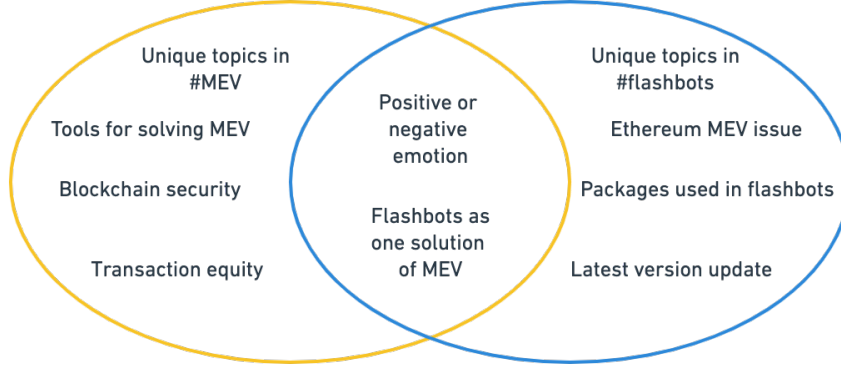 Unique topics in
#MEV
Tools for solving MEV
Blockchain security
Transaction equity
Positive or
negative
emotion
Flashbots as
one solution
of MEV
Unique topics in
#flashbots
Ethereum MEV issue
Packages used in flashbots
Latest version update